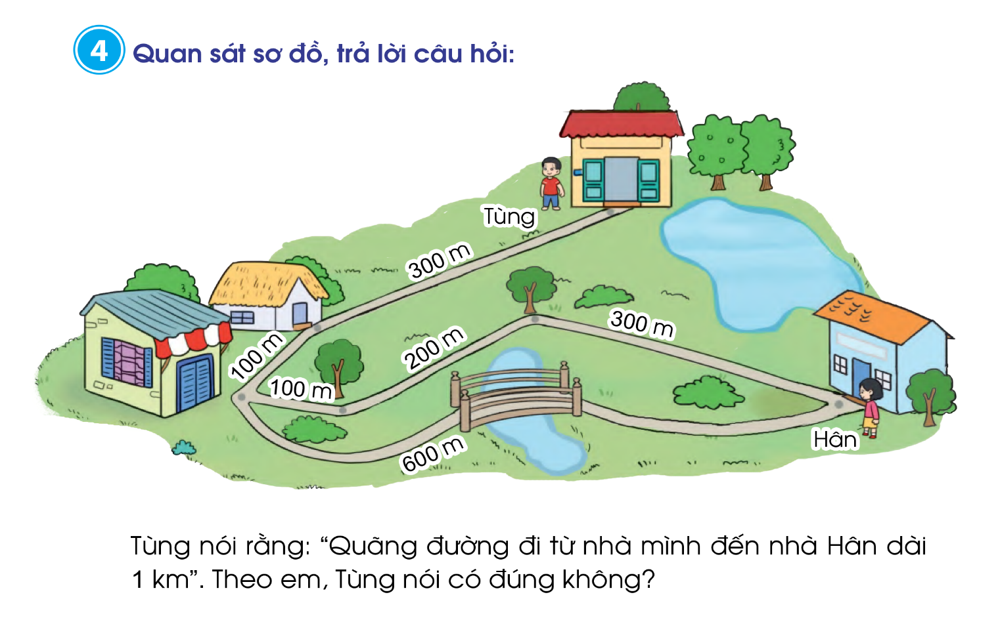 4 Quan sát sơ đồ, trả lời câu hỏi:
Tùng
300 m
300 m
100 m
200 m
100 m
600 m
Hân
Tùng nói rằng: “Quãng đường đi từ nhà mình đến nhà Hân dài
1 km”. Theo em, Tùng nói có đúng không?